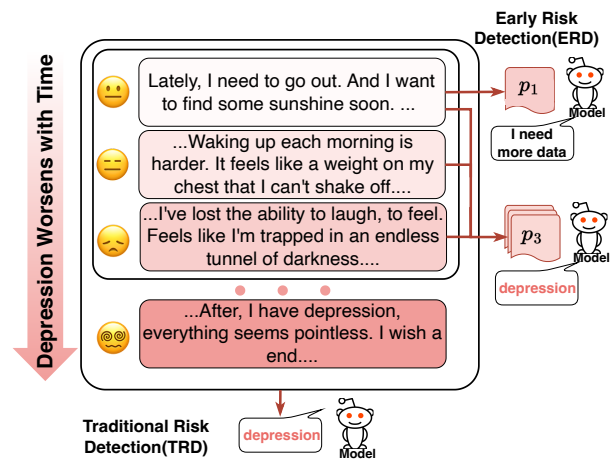 Early Risk
Detection(ERD)
Depression Worsens with Time
Lately, I need to go out. And I want
to find some sunshine soon. ...
p1
Model
I need
more data
...Waking up each morning is
harder. It feels like a weight on my
chest that I can't shake off....
...I've lost the ability to laugh, to feel.
Feels like I'm trapped in an endless
tunnel of darkness....
p3
Model
depression
...After, I have depression,
everything seems pointless. I wish a
end....
Traditional Risk
Detection(TRD)
depression
Model